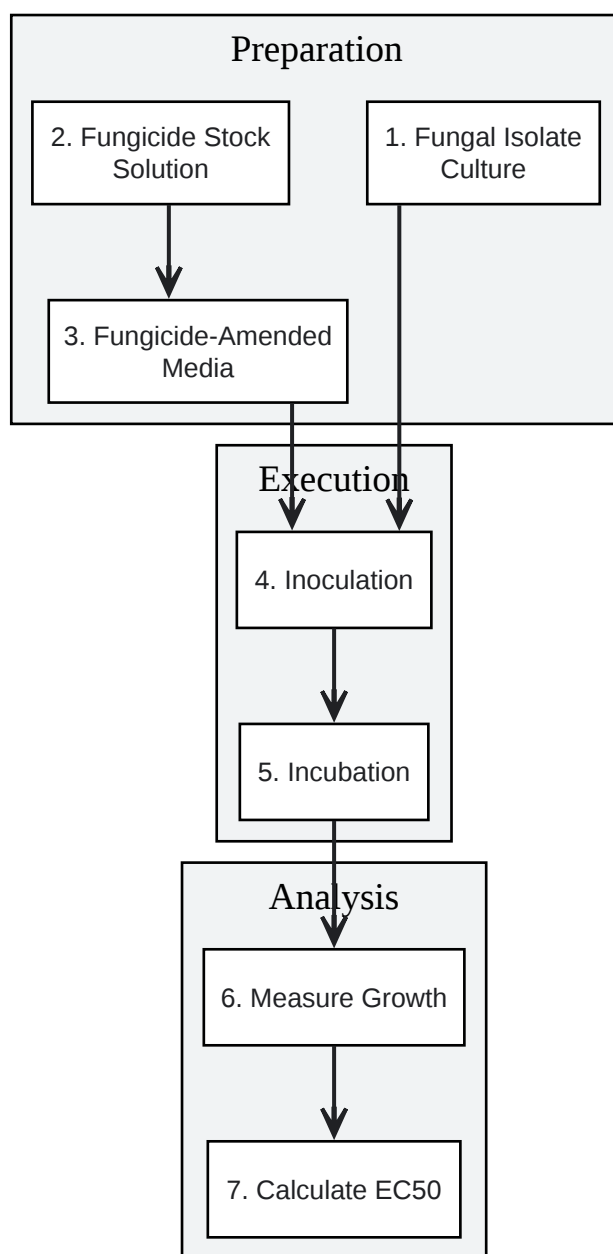 Preparation
2. Fungicide Stock
Solution
1. Fungal Isolate
Culture
3. Fungicide-Amended
Media
Execution
4. Inoculation
5. Incubation
Analysis
6. Measure Growth
7. Calculate EC50